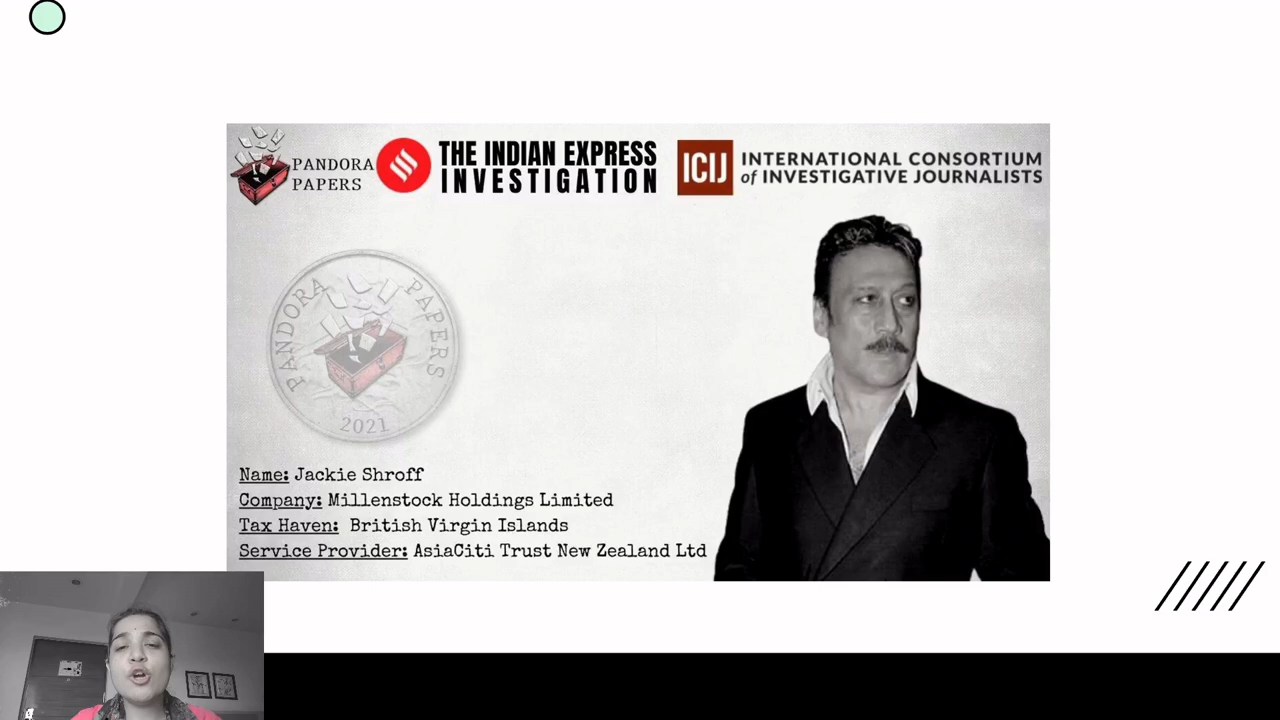 PANDORA
PAPERS
THE INDIAN EXPRESS
INVESTIGATION
ICIJ
INTERNATIONAL CONSORTIUM
of INVESTIGATIVE JOURNALISTS
PANDORA PAPERS
2021
Name: Jackie Shroff
Company: Millenstock Holdings Limited
Tax Haven: British Virgin Islands
Service Provider: AsiaCiti Trust New Zealand Ltd